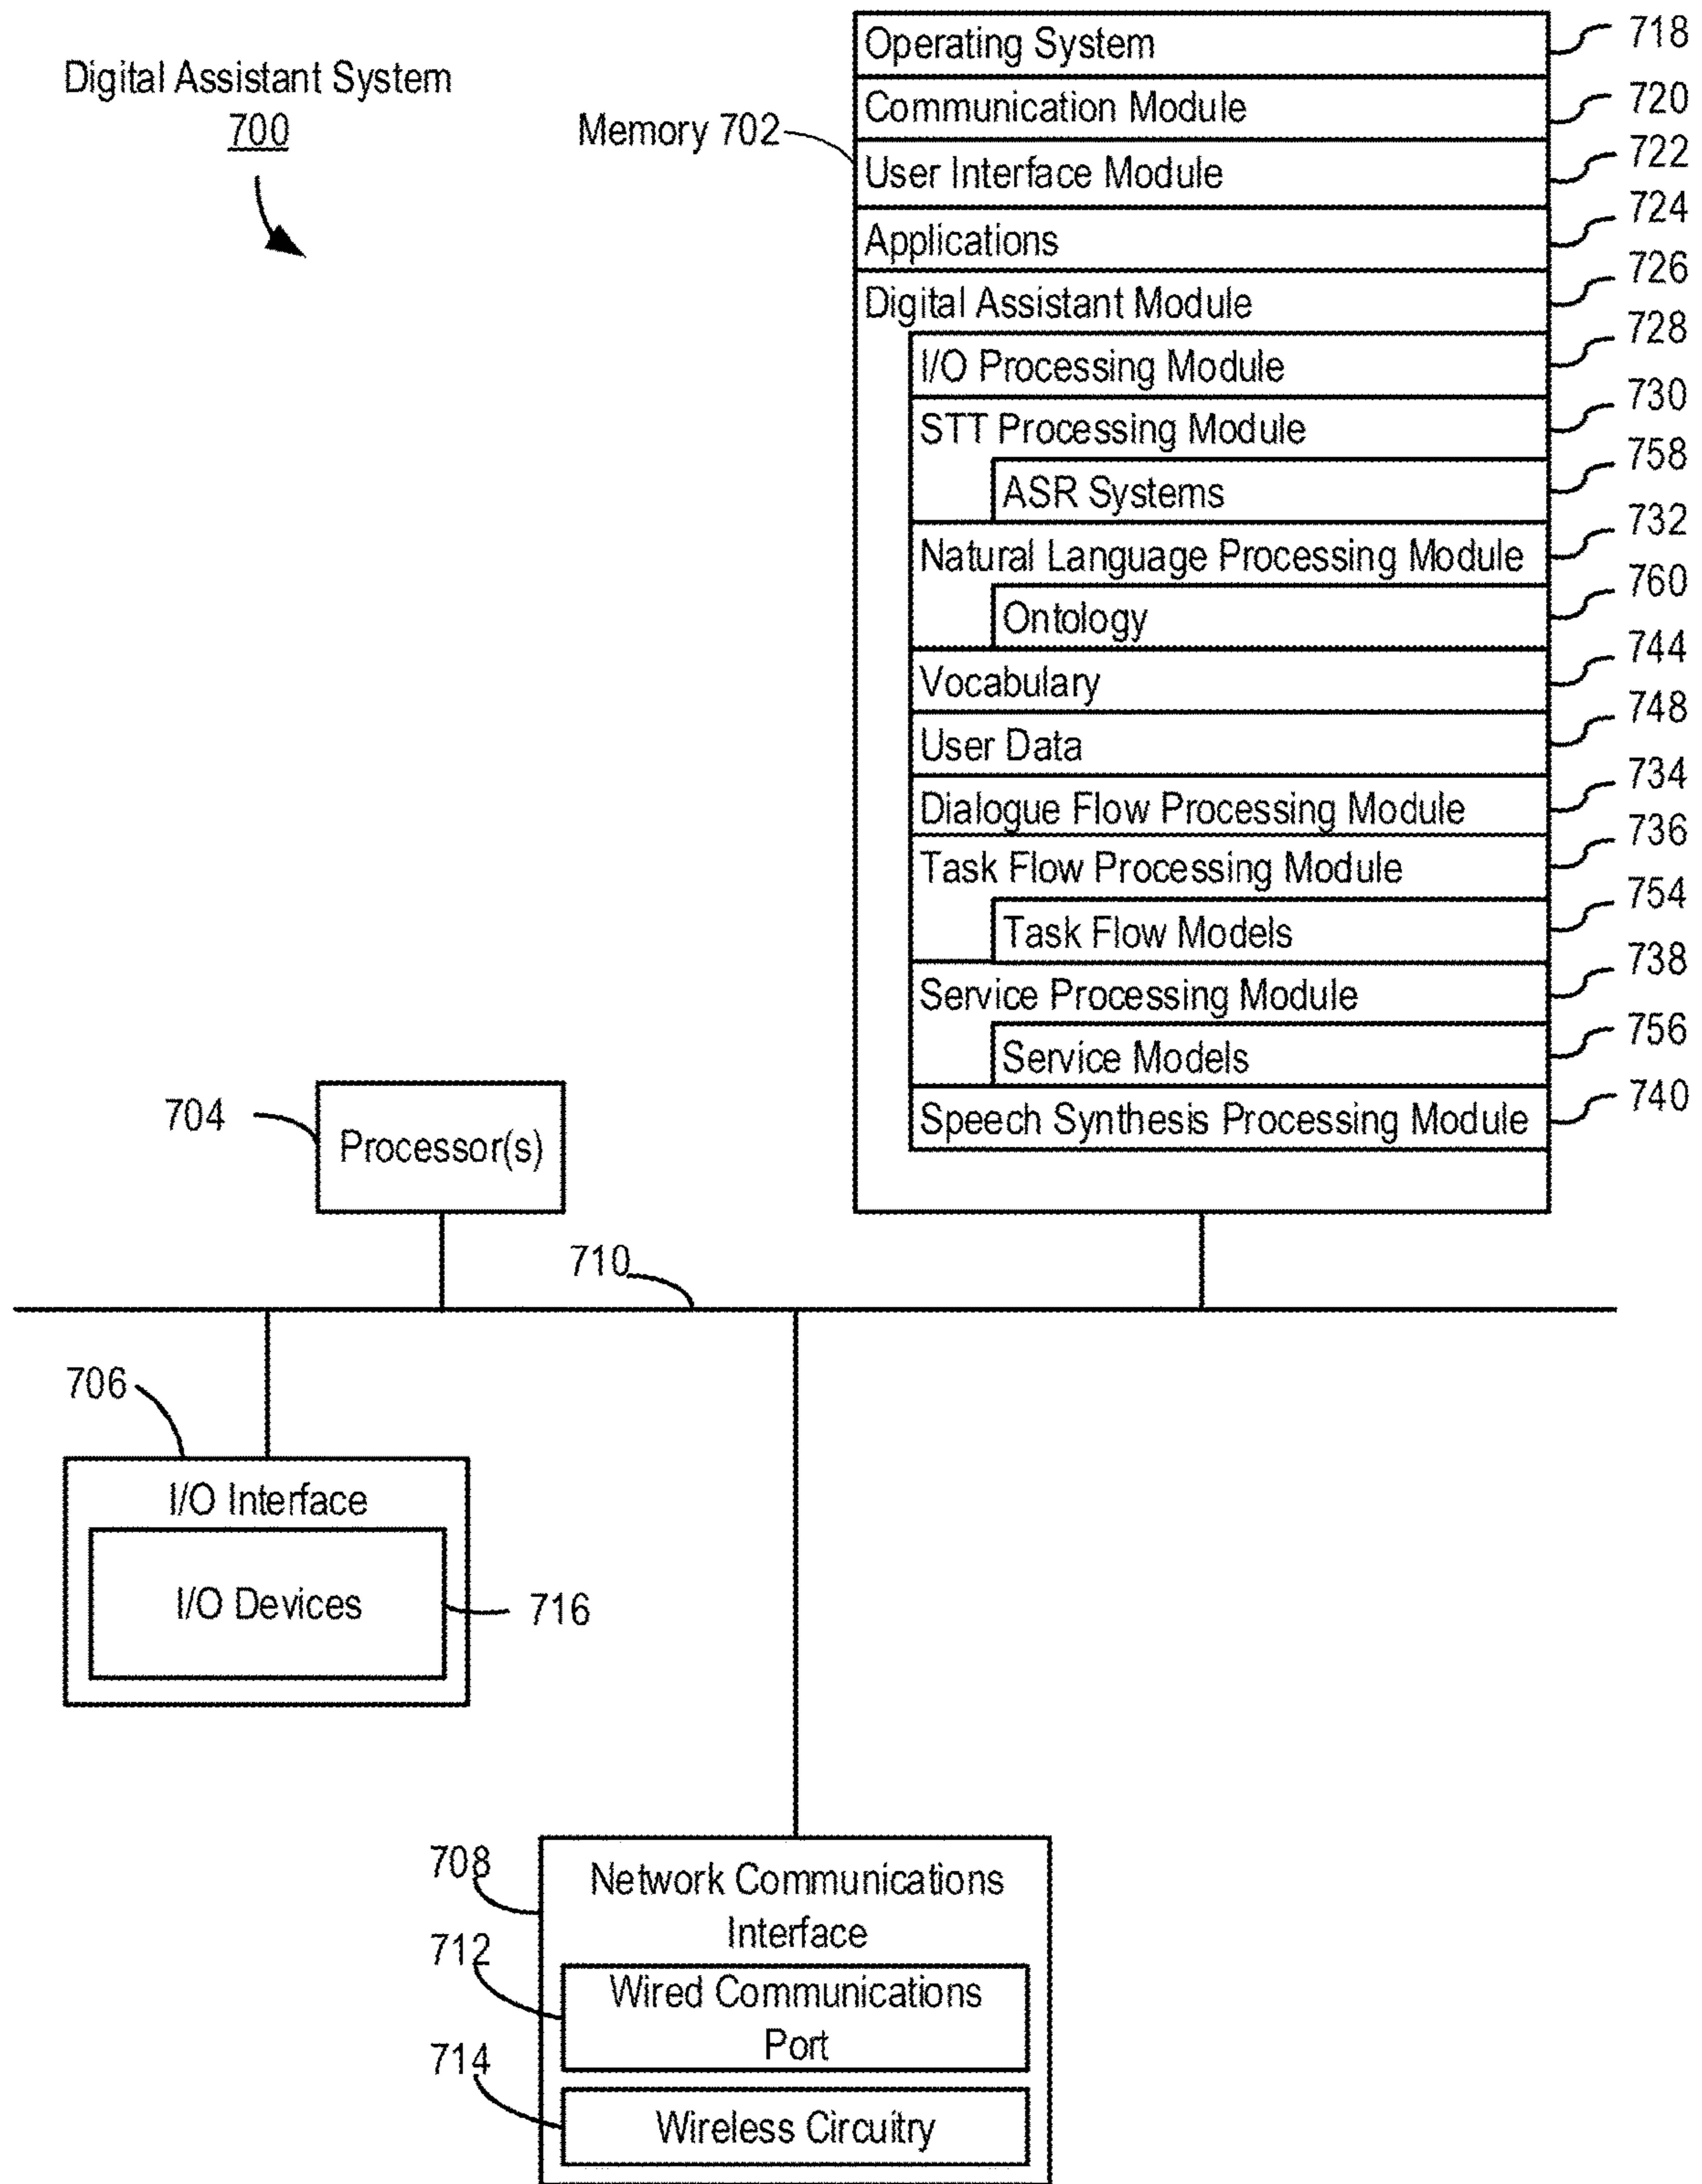 Digital Assistant System
700
Memory 702
Operating System 718
Communication Module 720
User Interface Module 722
Applications 724
Digital Assistant Module 726
I/O Processing Module 728
STT Processing Module 730
ASR Systems 758
Natural Language Processing Module 732
Ontology 760
Vocabulary 744
User Data 748
Dialogue Flow Processing Module 734
Task Flow Processing Module 736
Task Flow Models 754
Service Processing Module 738
Service Models 756
Speech Synthesis Processing Module 740
704
Processor(s)
710
706
I/O Interface
I/O Devices
716
708
Network Communications
Interface
712
Wired Communications
Port
714
Wireless Circuitry